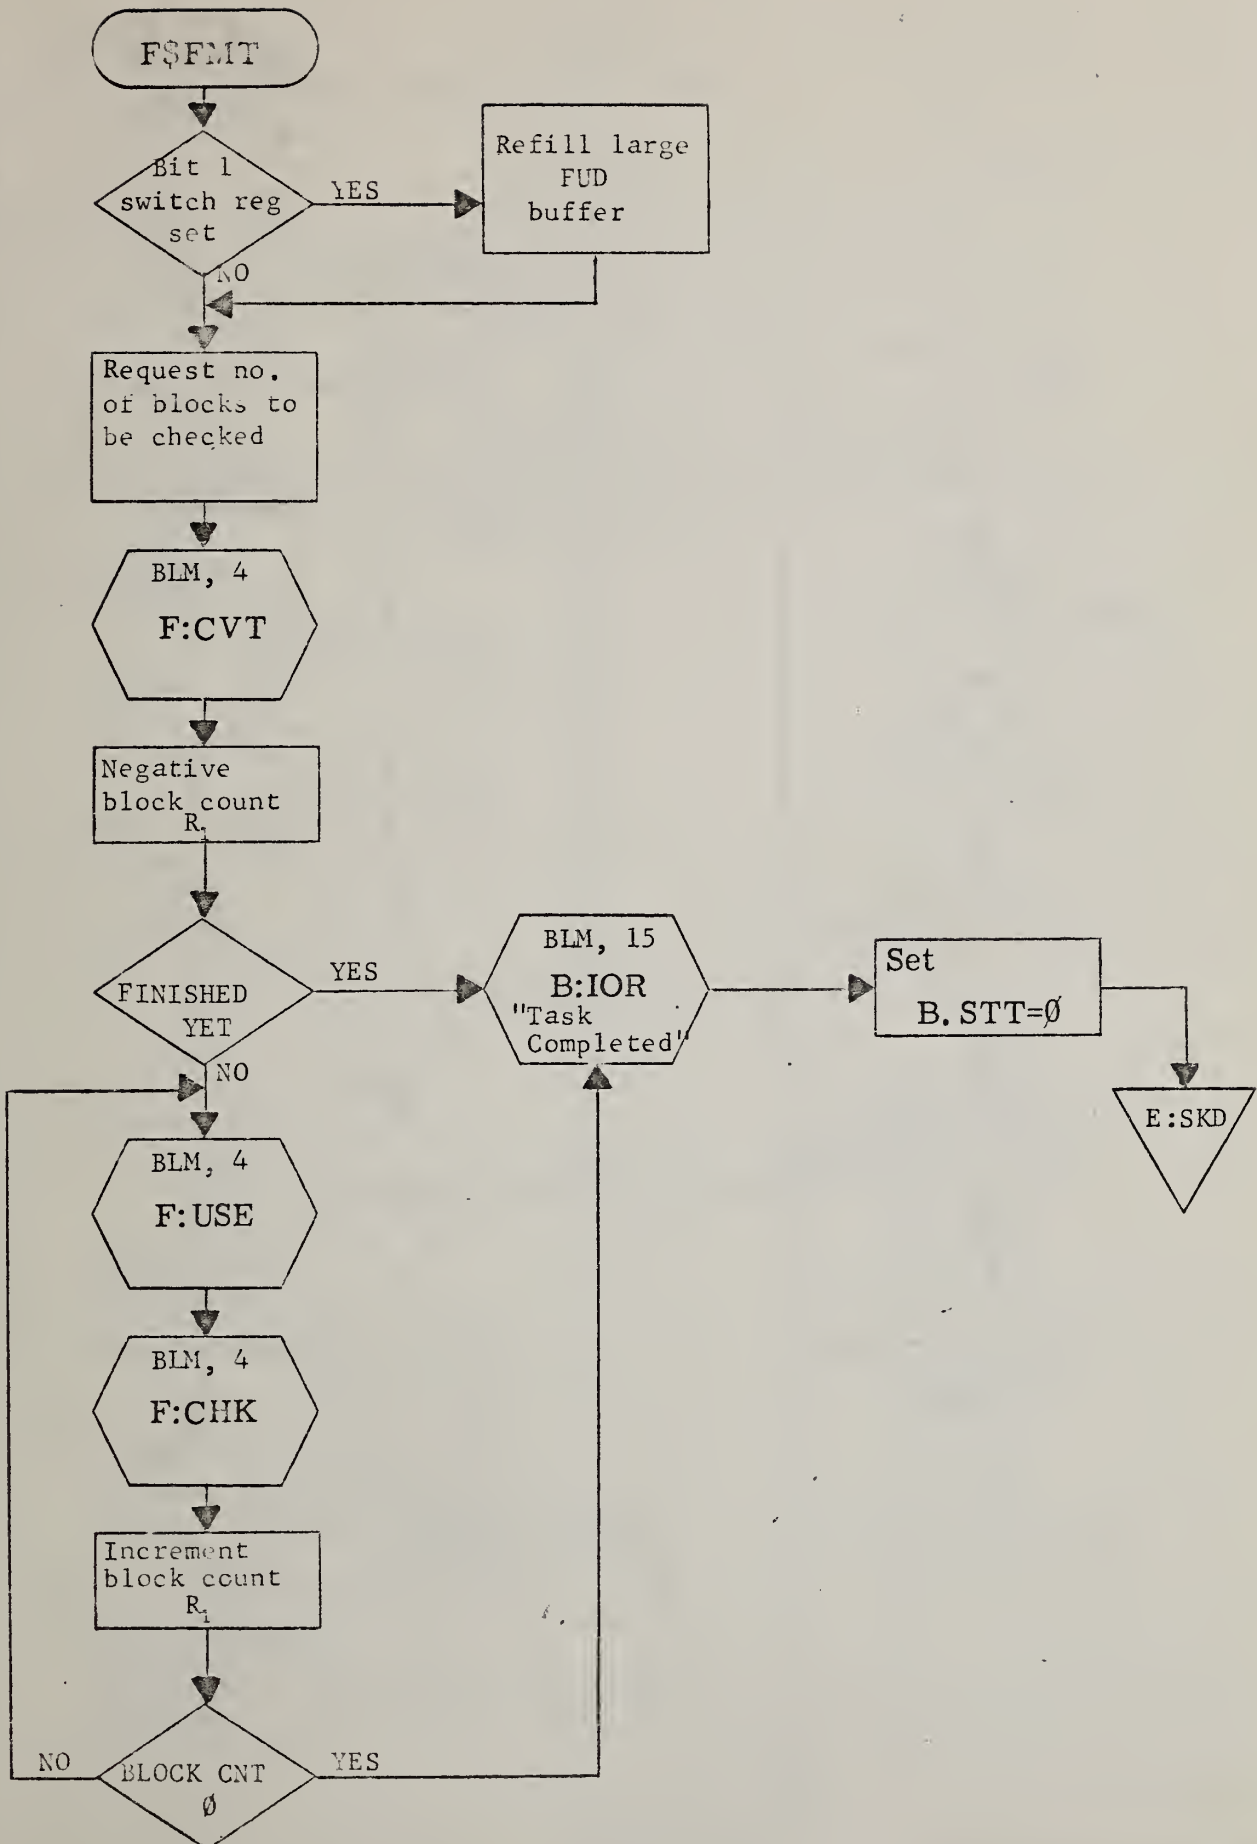 F$FMT
Bit 1
switch reg
set
YES
Refill large
FUD
buffer
NO
Request no.
of blocks to
be checked
BLM, 4
F:CVT
Negative
block count
R1
FINISHED
YET
YES
BLM, 15
B:IOR
"Task
Completed"
Set
B.STT=Ø
E:SKD
NO
BLM, 4
F:USE
BLM, 4
F:CHK
Increment
block count
R1
NO
BLOCK CNT
Ø
YES